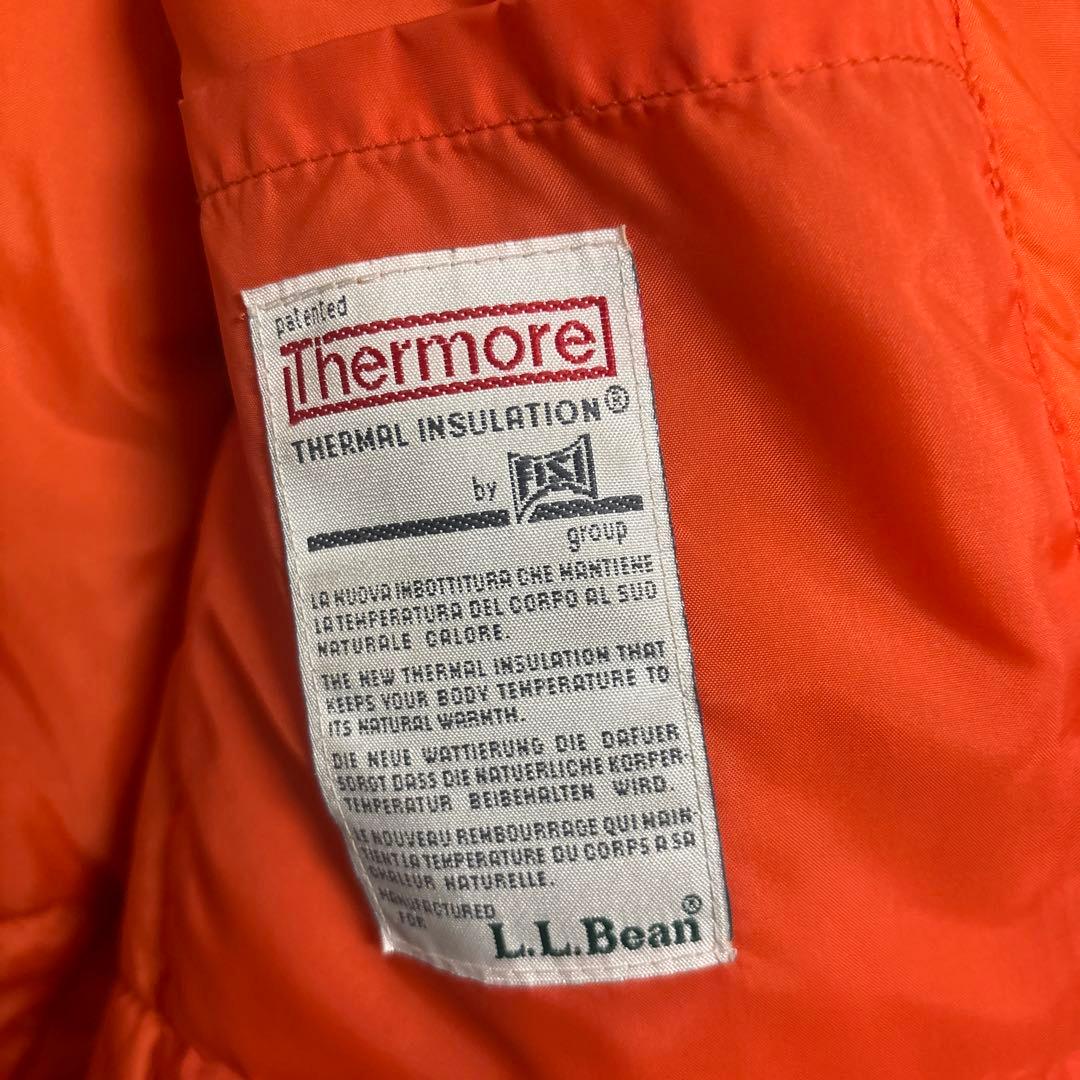 patented
Thermore
THERMAL INSULATION®
by FISI
group
LA NUOVA IMBOTTITURA CHE MANTIENE
LA TEMPERATURA DEL CORPO AL SUO
NATURALE CALORE.
THE NEW THERMAL INSULATION THAT
KEEPS YOUR BODY TEMPERATURE TO
ITS NATURAL WARMTH.
DIE NEUE WATTIERUNG DIE DAFUER
SORGT DASS DIE NATUERLICHE KORPER-
TEMPERATUR BEIBEHALTEN WIRD.
LE NOUVEAU REMBOURRAGE QUI MAIN-
TIENT LA TEMPERATURE DU CORPS A SA
CHALEUR NATURELLE.
MANUFACTURED
FOR
L.L.Bean®